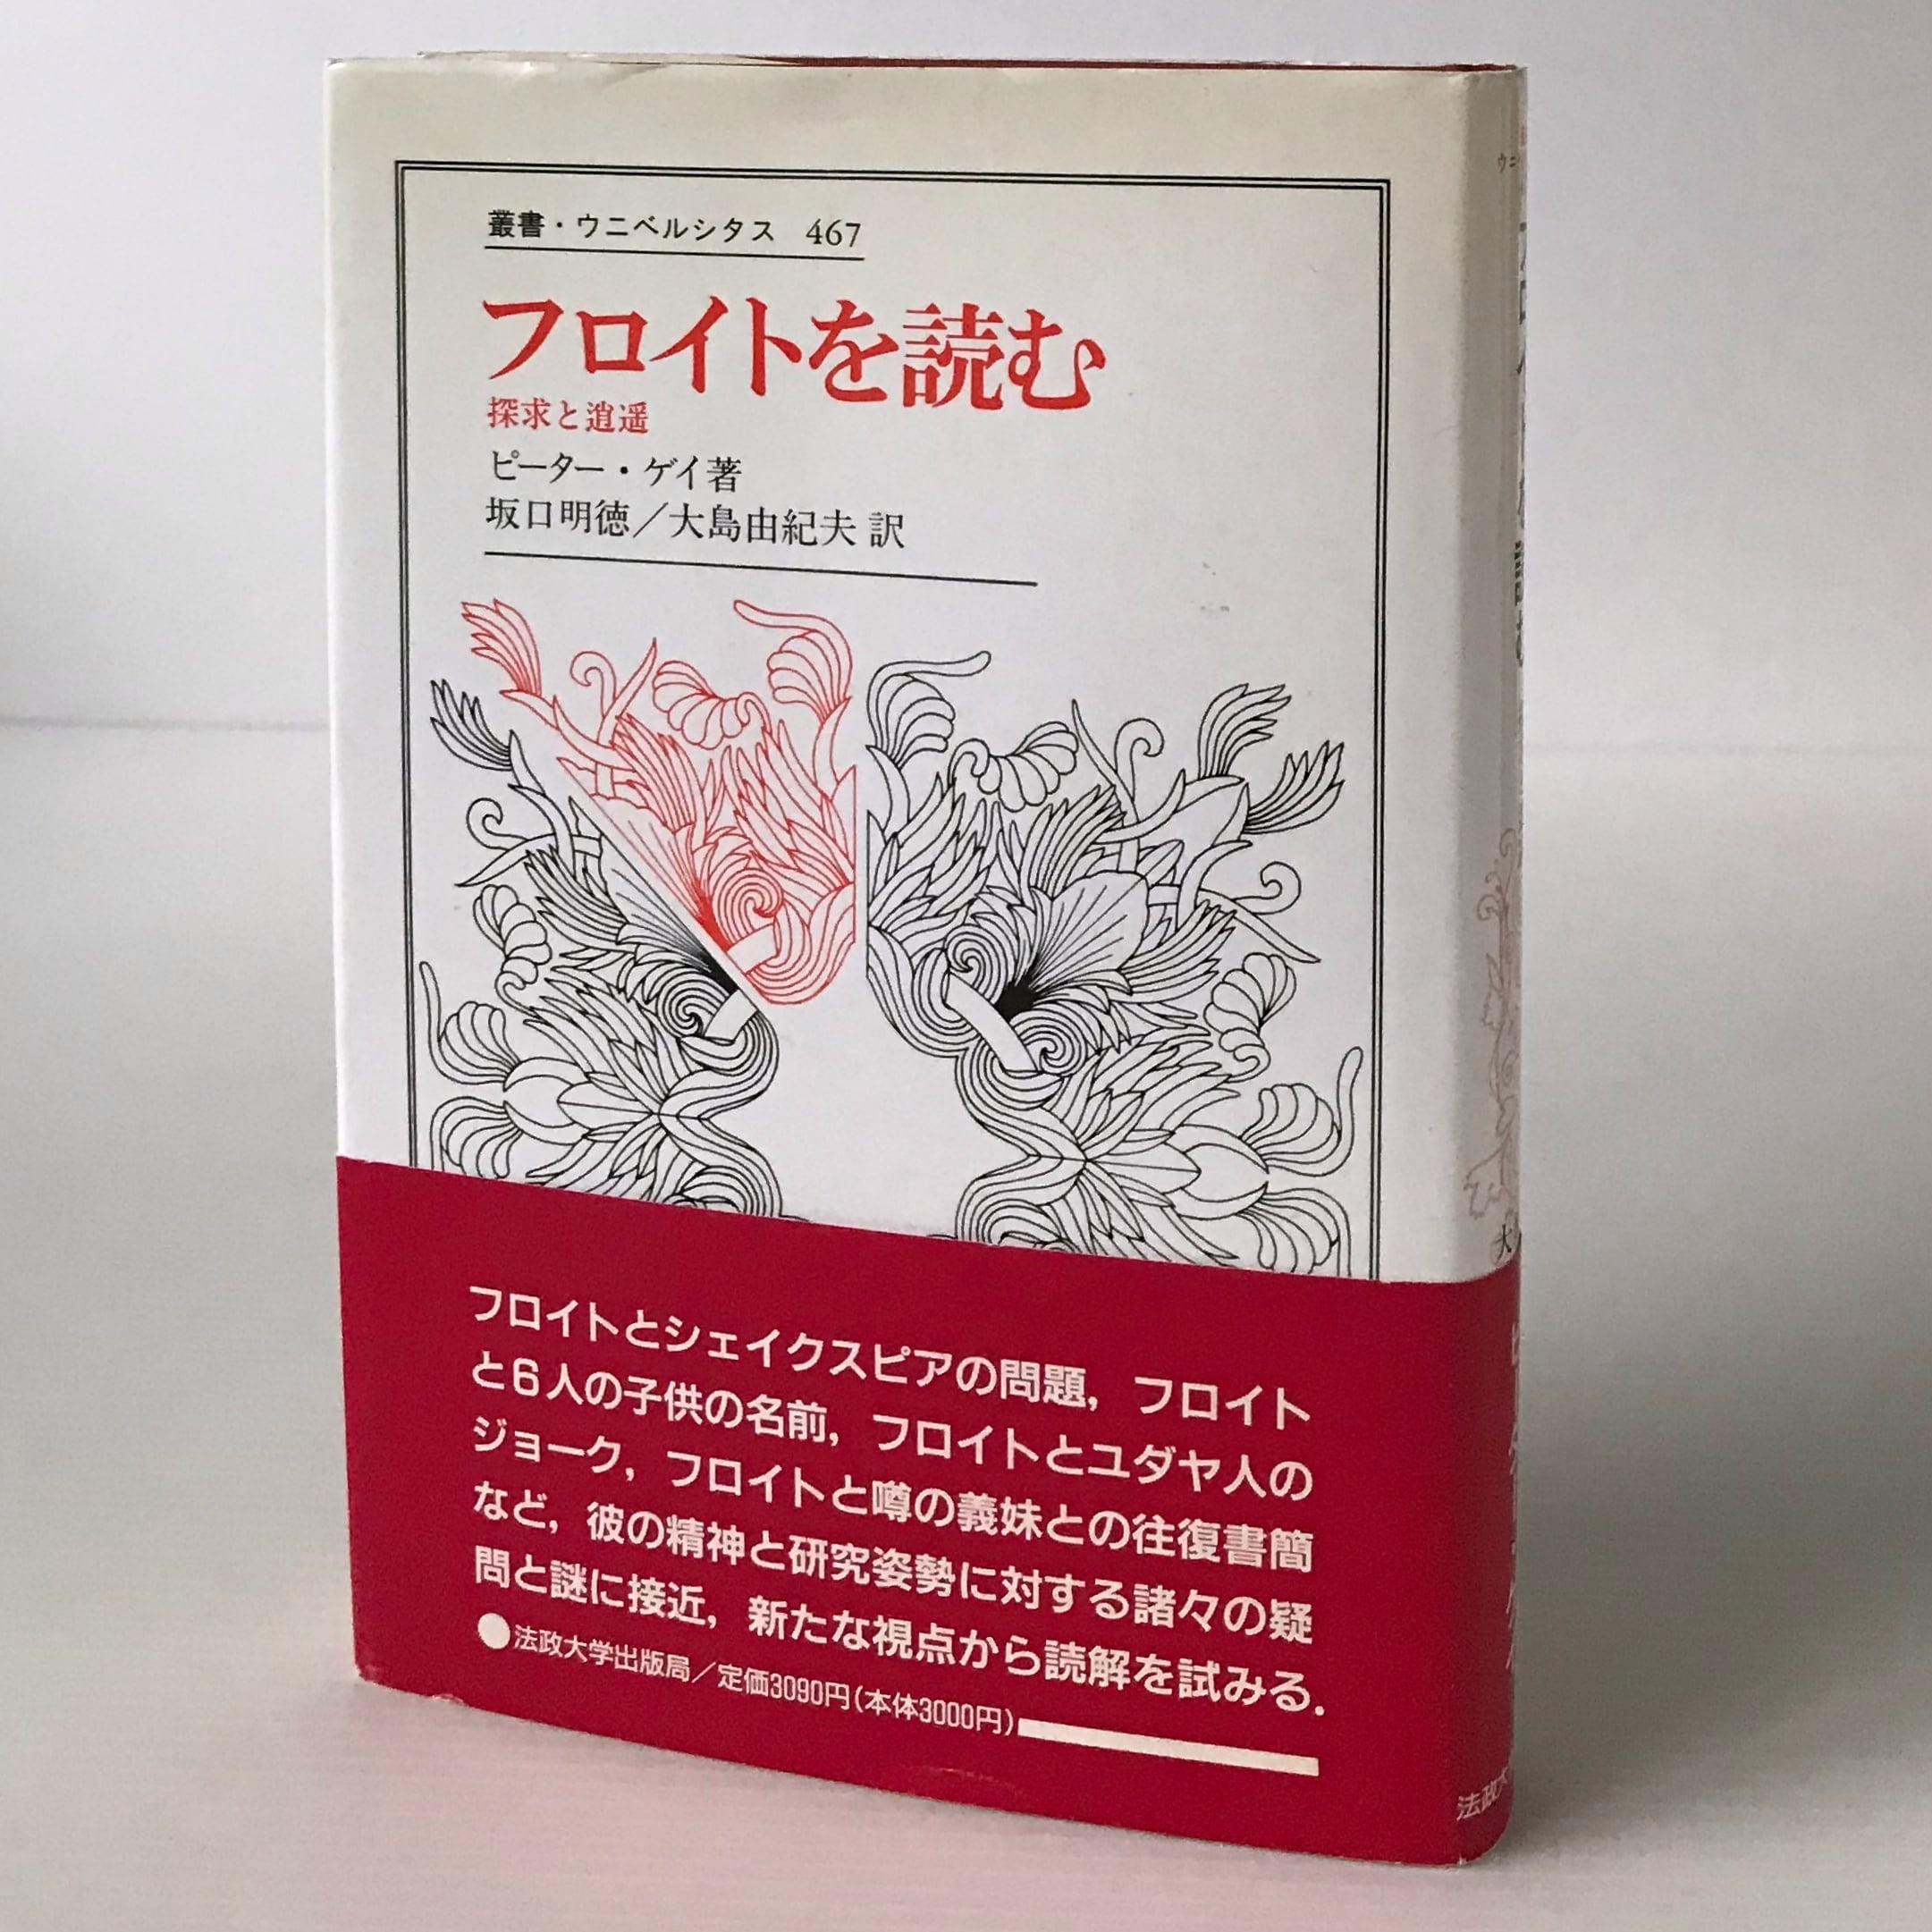 叢書・ウニベルシタス 467
フロイトを読む
探求と逍遥
ピーター・ゲイ著
坂口明徳／大島由紀夫 訳
フロイトとシェイクスピアの問題，フロイト
と6人の子供の名前，フロイトとユダヤ人の
ジョーク，フロイトと噂の義妹との往復書簡
など，彼の精神と研究姿勢に対する諸々の疑
問と謎に接近，新たな視点から読解を試みる．
●法政大学出版局／定価3090円(本体3000円)
法政大